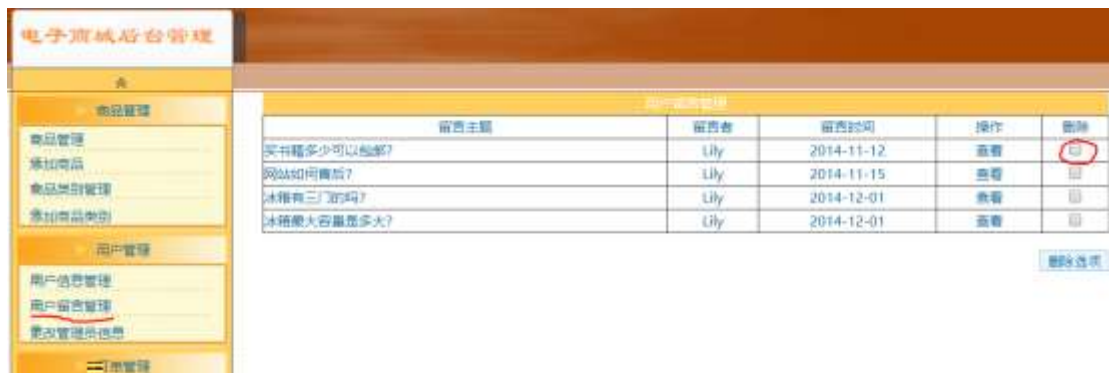 电子商城后台管理
商品管理
商品管理
添加商品
商品类别管理
添加商品类别
用户管理
用户信息管理
用户留言管理
更改管理员信息
用户留言管理
留言主题 留言者 留言时间 操作 删除
买书籍多少可以包邮? Lily 2014-11-12 查看
网站如何售后? Lily 2014-11-15 查看
冰箱有三门的吗? Lily 2014-12-01 查看
冰箱最大容量是多大? Lily 2014-12-01 查看
删除选项